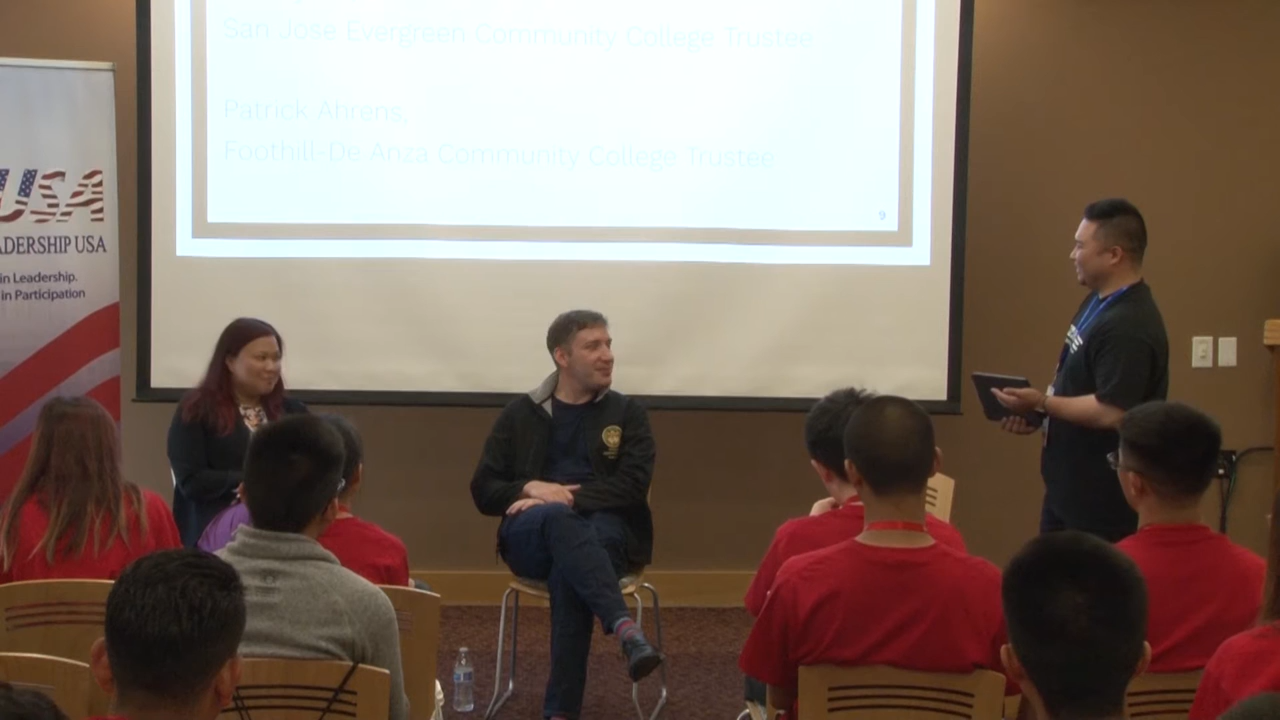 San Jose Evergreen Community College Trustee
Patrick Ahrens,
Foothill-De Anza Community College Trustee
9
USA
ADERSHIP USA
in Leadership.
in Participation